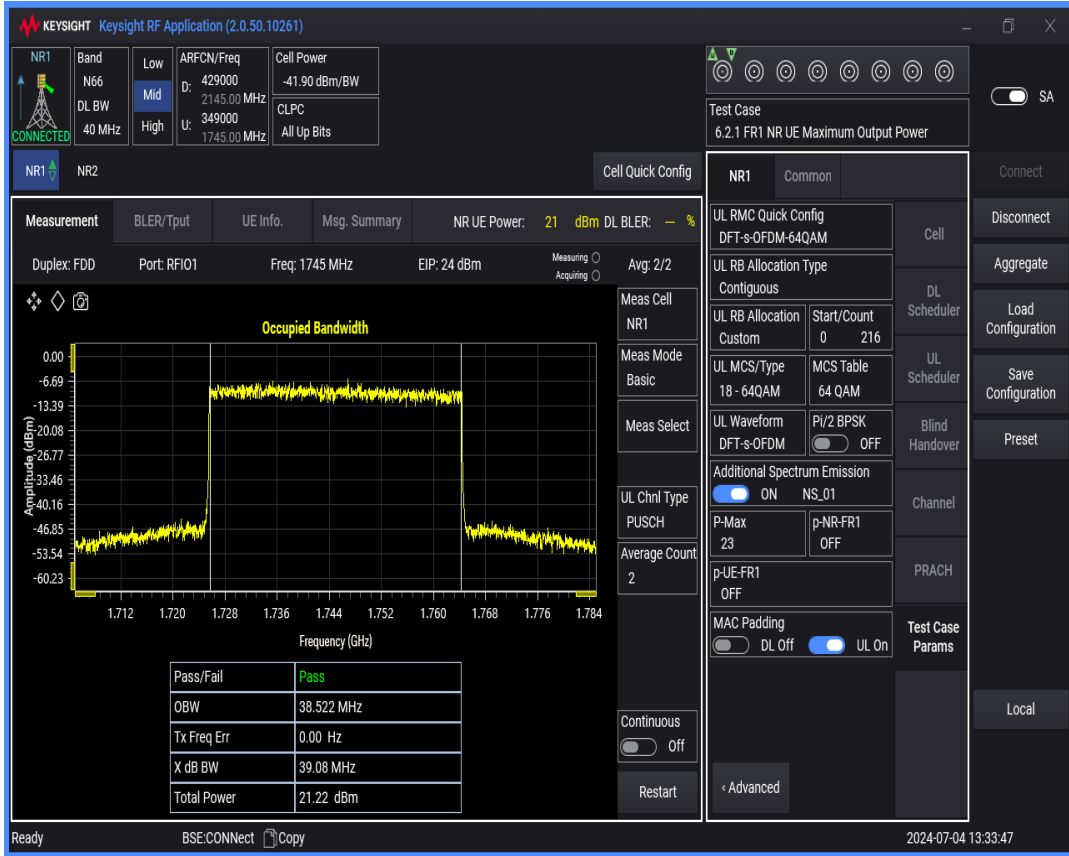 KEYSIGHT Keysight RF Application (2.0.50.10261)
NR1
CONNECTED
Band
N66
DL BW
40 MHz
Low
Mid
High
ARFCN/Freq
D: 429000
2145.00 MHz
U: 349000
1745.00 MHz
Cell Power
-41.90 dBm/BW
CLPC
All Up Bits
U D
Test Case
6.2.1 FR1 NR UE Maximum Output Power
SA
NR1
NR2
Cell Quick Config
Connect
Disconnect
Aggregate
Load
Configuration
Save
Configuration
Preset
Local
Measurement
BLER/Tput
UE Info.
Msg. Summary
NR UE Power: 21 dBm DL BLER: -- %
Duplex: FDD
Port: RFIO1
Freq: 1745 MHz
EIP: 24 dBm
Measuring
Acquiring
Avg: 2/2
Occupied Bandwidth
Amplitude (dBm)
0.00
-6.69
-13.39
-20.08
-26.77
-33.46
-40.16
-46.85
-53.54
-60.23
1.712 1.720 1.728 1.736 1.744 1.752 1.760 1.768 1.776 1.784
Frequency (GHz)
Pass/Fail Pass
OBW 38.522 MHz
Tx Freq Err 0.00 Hz
X dB BW 39.08 MHz
Total Power 21.22 dBm
Meas Cell
NR1
Meas Mode
Basic
Meas Select
UL Chnl Type
PUSCH
Average Count
2
Continuous
Off
Restart
NR1
Common
UL RMC Quick Config
DFT-s-OFDM-64QAM
UL RB Allocation Type
Contiguous
UL RB Allocation
Custom
Start/Count
0 216
UL MCS/Type
18 - 64QAM
MCS Table
64 QAM
UL Waveform
DFT-s-OFDM
Pi/2 BPSK
OFF
Additional Spectrum Emission
ON NS_01
P-Max
23
p-NR-FR1
OFF
p-UE-FR1
OFF
MAC Padding
DL Off UL On
‹ Advanced
Cell
DL
Scheduler
UL
Scheduler
Blind
Handover
Channel
PRACH
Test Case
Params
Ready
BSE:CONNect Copy
2024-07-04 13:33:47